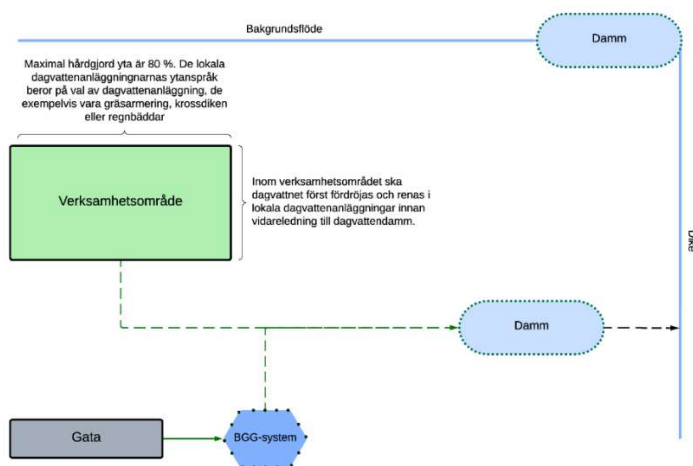 Bakgrundsflöde
Damm
Maximal hårdgjord yta är 80 %. De lokala
dagvattenanläggningnarnas ytanspråk
beror på val av dagvattenanläggning, de
exempelvis vara gräsarmering, krossdiken
eller regnbäddar
Verksamhetsområde
Inom verksamhetsområdet ska
dagvattnet först fördröjas och renas i
lokala dagvattenanläggningar innan
vidareledning till dagvattendamm.
Dike
Damm
Gata
BGG-system